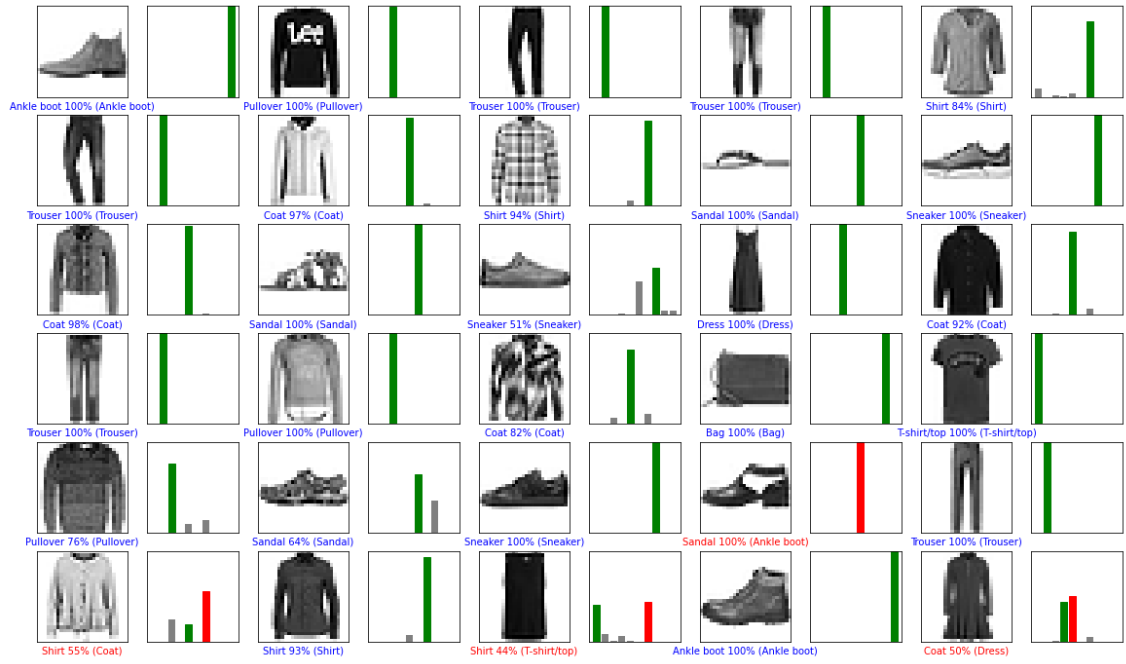 Lee
Ankle boot 100% (Ankle boot)
Pullover 100% (Pullover)
Trouser 100% (Trouser)
Trouser 100% (Trouser)
Shirt 84% (Shirt)
Trouser 100% (Trouser)
Coat 97% (Coat)
Shirt 94% (Shirt)
Sandal 100% (Sandal)
Sneaker 100% (Sneaker)
Coat 98% (Coat)
Sandal 100% (Sandal)
Sneaker 51% (Sneaker)
Dress 100% (Dress)
Coat 92% (Coat)
Trouser 100% (Trouser)
Pullover 100% (Pullover)
Coat 82% (Coat)
Bag 100% (Bag)
T-shirt/top 100% (T-shirt/top)
Pullover 76% (Pullover)
Sandal 64% (Sandal)
Sneaker 100% (Sneaker)
Sandal 100% (Ankle boot)
Trouser 100% (Trouser)
Shirt 55% (Coat)
Shirt 93% (Shirt)
Shirt 44% (T-shirt/top)
Ankle boot 100% (Ankle boot)
Coat 50% (Dress)